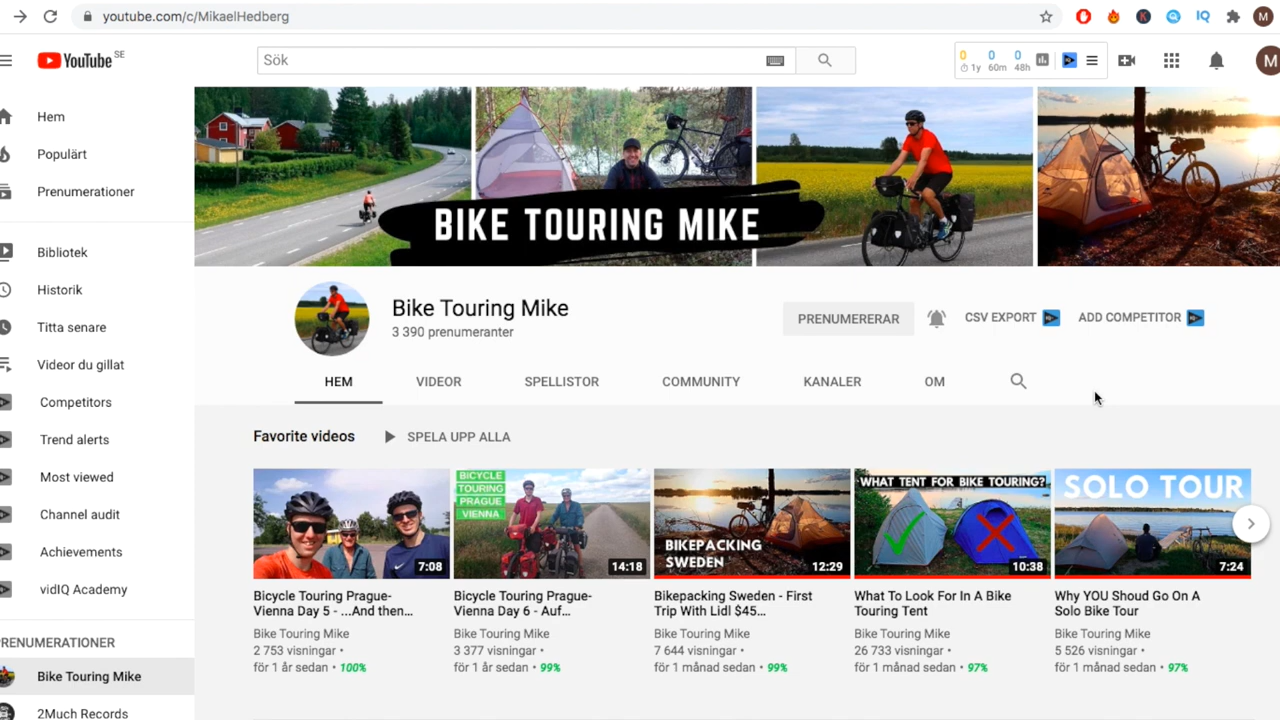 youtube.com/c/MikaelHedberg
K
IQ
M
YouTube SE
Sök
0 0 0
1y 60m 48h
M
Hem
Populärt
Prenumerationer
Bibliotek
Historik
Titta senare
Videor du gillat
Competitors
Trend alerts
Most viewed
Channel audit
Achievements
vidIQ Academy
PRENUMERATIONER
Bike Touring Mike
2Much Records
BIKE TOURING MIKE
Bike Touring Mike
3 390 prenumeranter
PRENUMERERAR
CSV EXPORT
ADD COMPETITOR
HEM VIDEOR SPELLISTOR COMMUNITY KANALER OM
Favorite videos SPELA UPP ALLA
7:08
Bicycle Touring Prague-
Vienna Day 5 - ...And then...
Bike Touring Mike
2 753 visningar •
för 1 år sedan • 100%
BICYCLE
TOURING
PRAGUE
VIENNA
14:18
Bicycle Touring Prague-
Vienna Day 6 - Auf...
Bike Touring Mike
3 377 visningar •
för 1 år sedan • 99%
BIKEPACKING
SWEDEN
12:29
Bikepacking Sweden - First
Trip With Lidl $45...
Bike Touring Mike
7 644 visningar •
för 1 månad sedan • 99%
WHAT TENT FOR BIKE TOURING?
10:38
What To Look For In A Bike
Touring Tent
Bike Touring Mike
26 733 visningar •
för 1 månad sedan • 97%
SOLO TOUR
7:24
Why YOU Shoud Go On A
Solo Bike Tour
Bike Touring Mike
5 526 visningar •
för 1 månad sedan • 97%